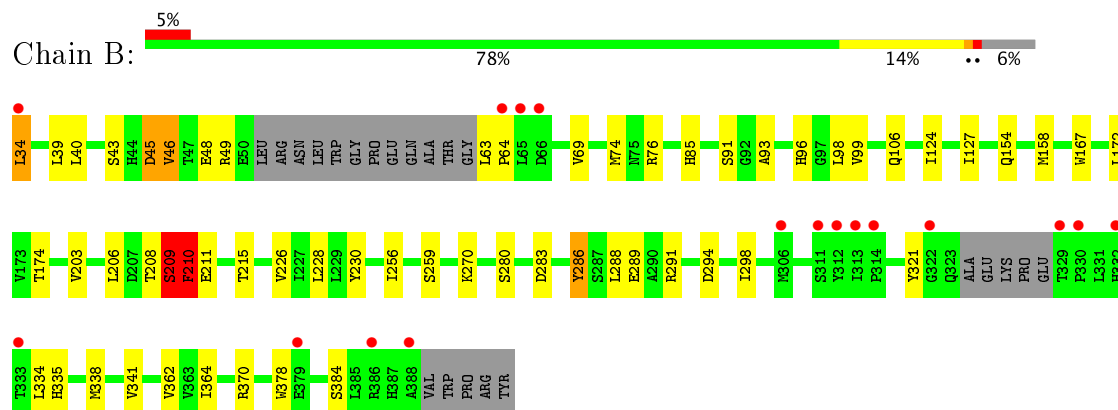 5%
Chain B:
78% 14% •• 6%
L34 L39 L40 S43 H44 D45 V46 T47 E48 R49 E50 LEU ARG ASN LEU TRP GLY PRO GLU GLN ALA THR GLY L63 P64 L65 D66 V69 M74 N75 R76 H85 S91 G92 A93 H96 G97 L98 V99 Q106 I124 I127 Q154 M158 W167 L172
V173 T174 V203 L206 D207 T208 S209 F210 E211 T215 V226 I227 L228 L229 Y230 I256 S259 K270 S280 D283 Y286 S287 L288 E289 A290 R291 D294 I298 M306 S311 Y312 I313 P314 Y321 G322 Q323 ALA GLU LYS PRO GLU T329 P330 L331 H332
T333 L334 H335 M338 V341 V362 V363 I364 R370 W378 E379 S384 L385 R386 H387 A388 VAL TRP PRO ARG TYR